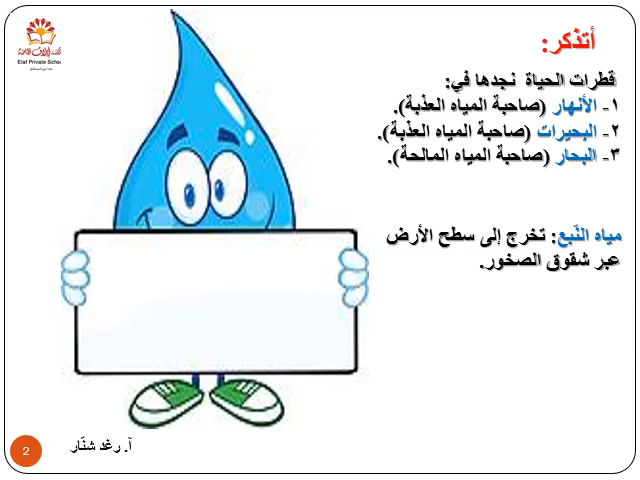 أتذكر:
قطرات الحياة نجدها في:
١- الأنهار (صاحبة المياه العذبة).
٢- البحيرات (صاحبة المياه العذبة).
٣- البحار (صاحبة المياه المالحة).
مياه النّبع: تخرج إلى سطح الأرض
عبر شقوق الصخور.
Elaf Private School
آ. رغد شنّار
2